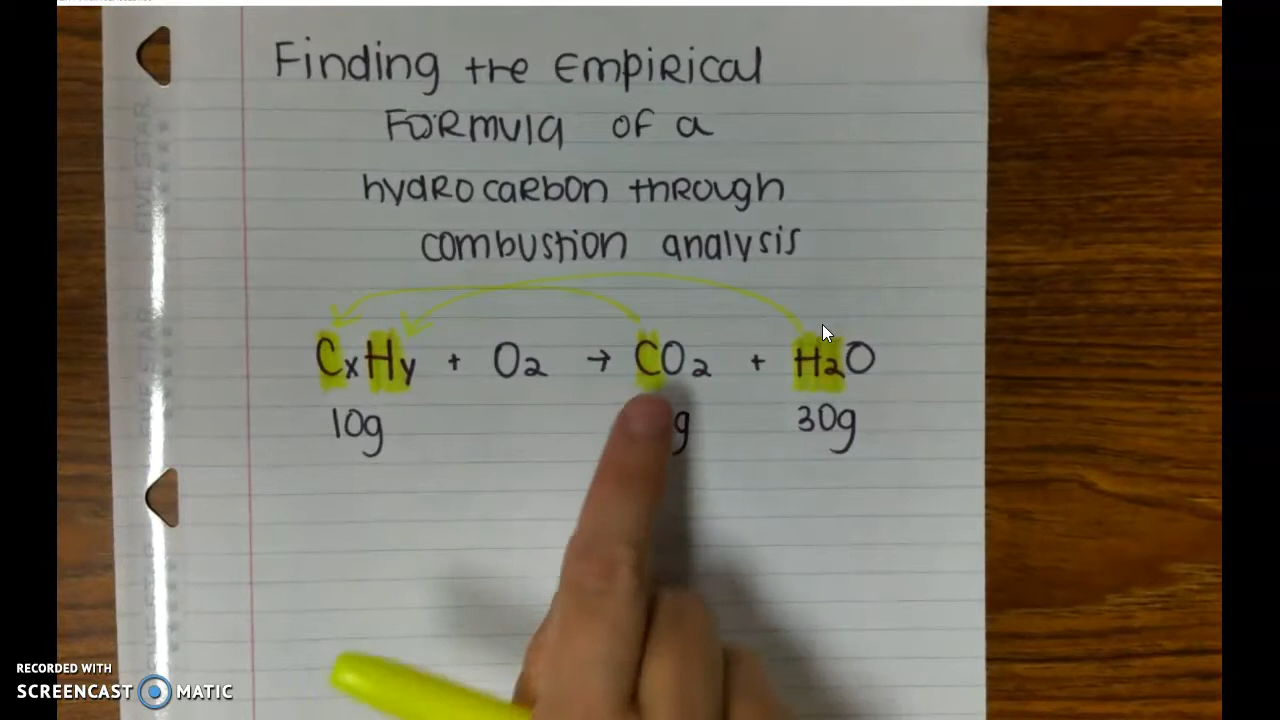 Finding the Empirical
Formula of a
hydrocarbon through
combustion analysis
CxHy + O2 → CO2 + H2O
10g g 30g
RECORDED WITH
SCREENCAST MATIC